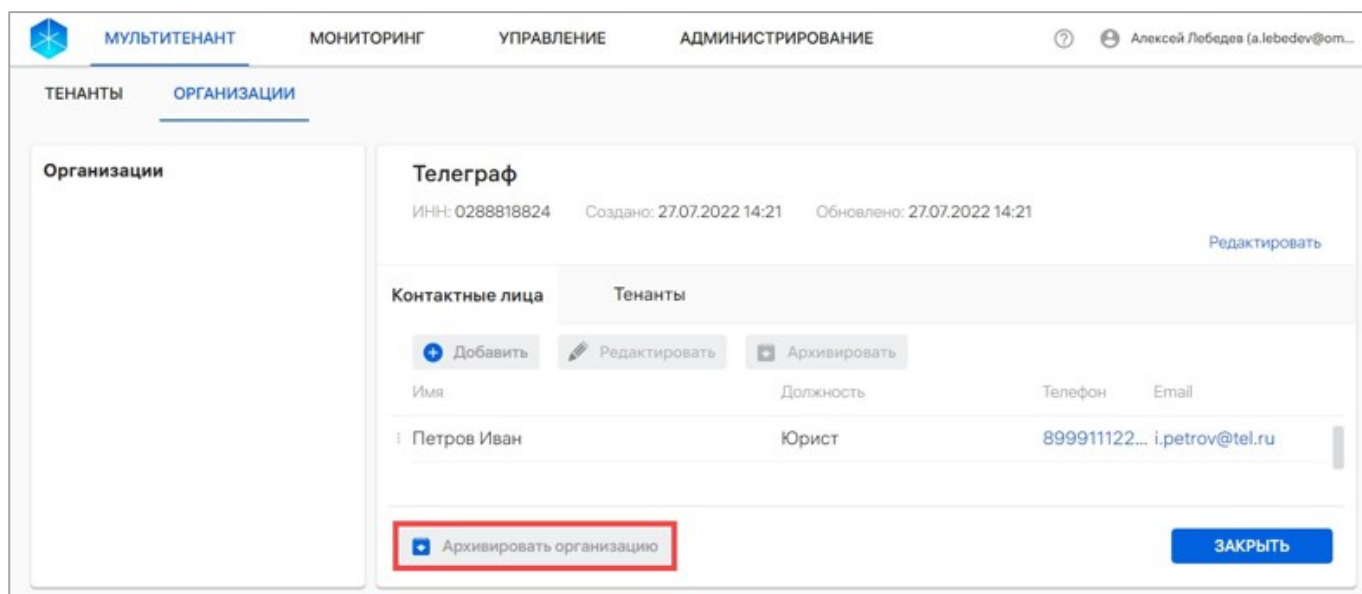 МУЛЬТИТЕНАНТ МОНИТОРИНГ УПРАВЛЕНИЕ АДМИНИСТРИРОВАНИЕ Алексей Лебедев (a.lebedev@om...
ТЕНАНТЫ ОРГАНИЗАЦИИ
Организации
Телеграф
ИНН: 0288818824 Создано: 27.07.2022 14:21 Обновлено: 27.07.2022 14:21
Редактировать
Контактные лица Тенанты
Добавить Редактировать Архивировать
Имя Должность Телефон Email
Петров Иван Юрист 899911122... i.petrov@tel.ru
Архивировать организацию ЗАКРЫТЬ